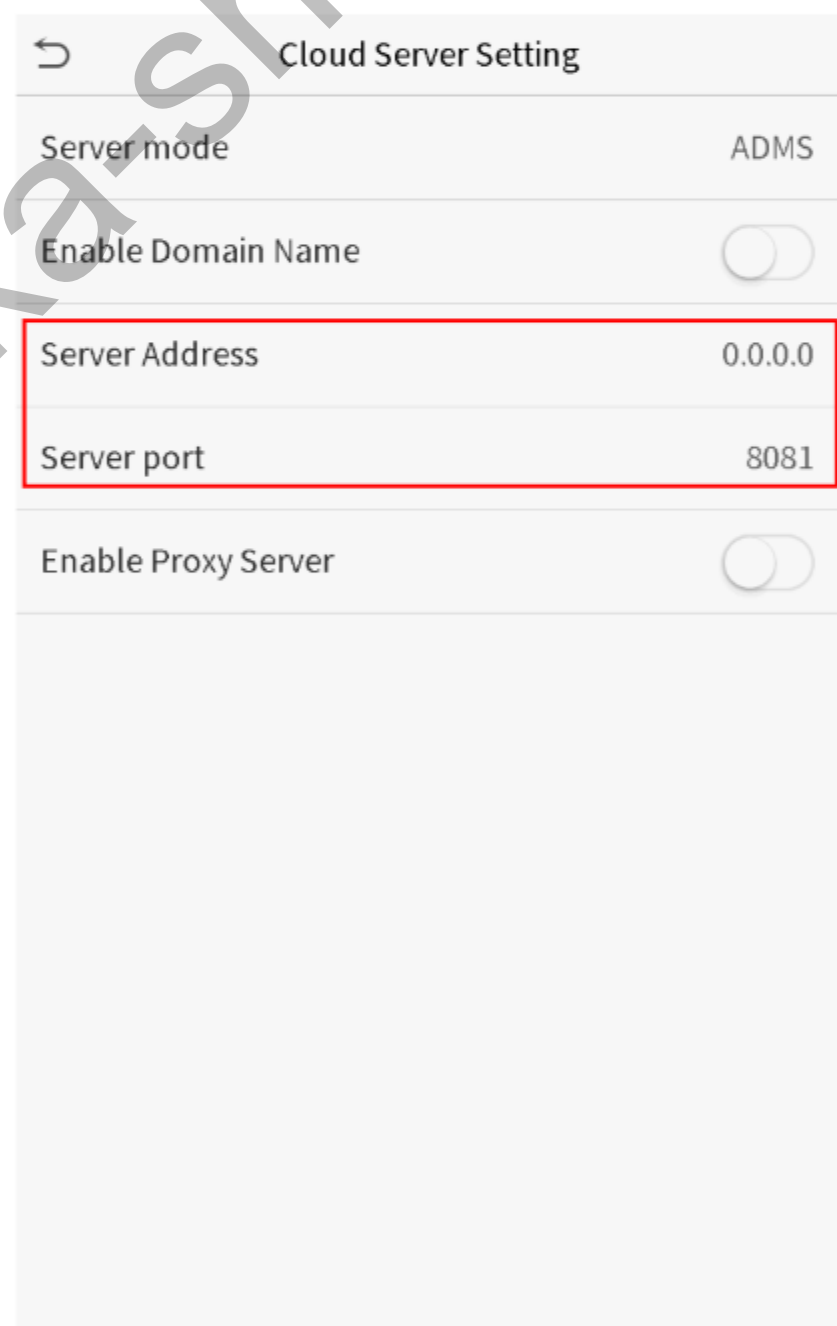 Cloud Server Setting
Server mode ADMS
Enable Domain Name
Server Address 0.0.0.0
Server port 8081
Enable Proxy Server